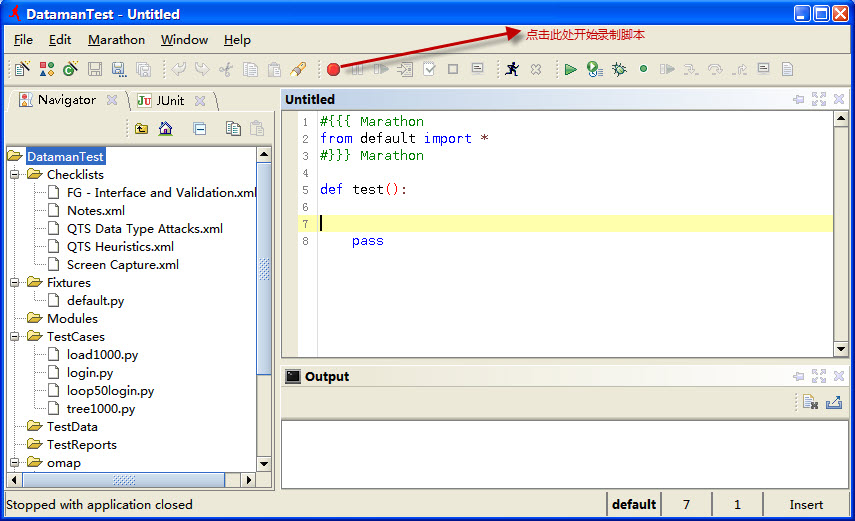 DatamanTest - Untitled
File Edit Marathon Window Help
点击此处开始录制脚本
Navigator
JUnit
DatamanTest
Checklists
FG - Interface and Validation.xml
Notes.xml
QTS Data Type Attacks.xml
QTS Heuristics.xml
Screen Capture.xml
Fixtures
default.py
Modules
TestCases
load1000.py
login.py
loop50login.py
tree1000.py
TestData
TestReports
omap
Untitled
1 #{{{ Marathon
2 from default import *
3 #}}} Marathon
4
5 def test():
6
7
8 pass
Output
Stopped with application closed
default 7 1 Insert